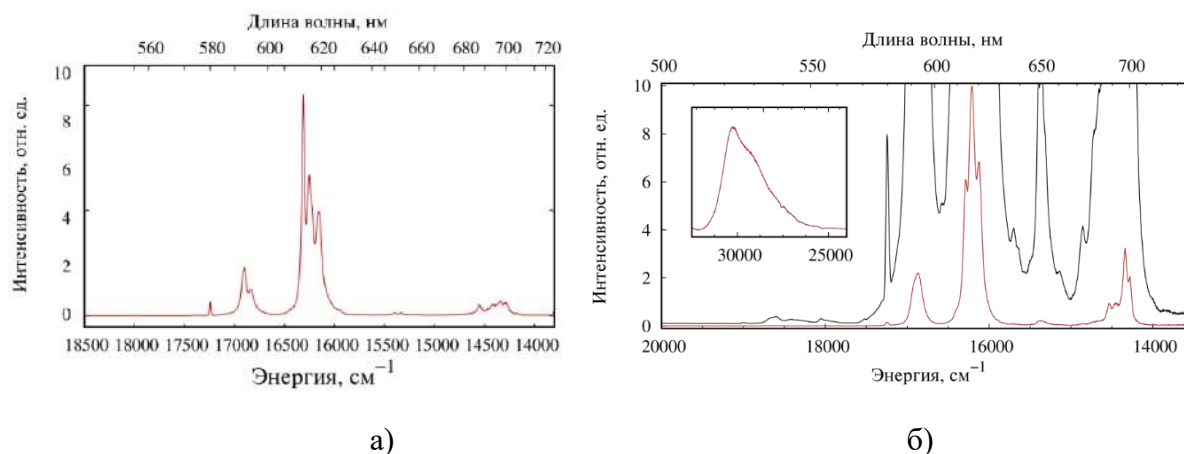 Длина волны, нм
560 580 600 620 640 660 680 700 720
10
8
6
4
2
0
Интенсивность, отн. ед.
18500 18000 17250 17000 16500 16000 15500 15000 14500 14000
Энергия, см⁻¹
а)
Длина волны, нм
500 550 600 650 700
10
8
6
4
2
0
Интенсивность, отн. ед.
30000 25000
20000 18000 16000 14000
Энергия, см⁻¹
б)